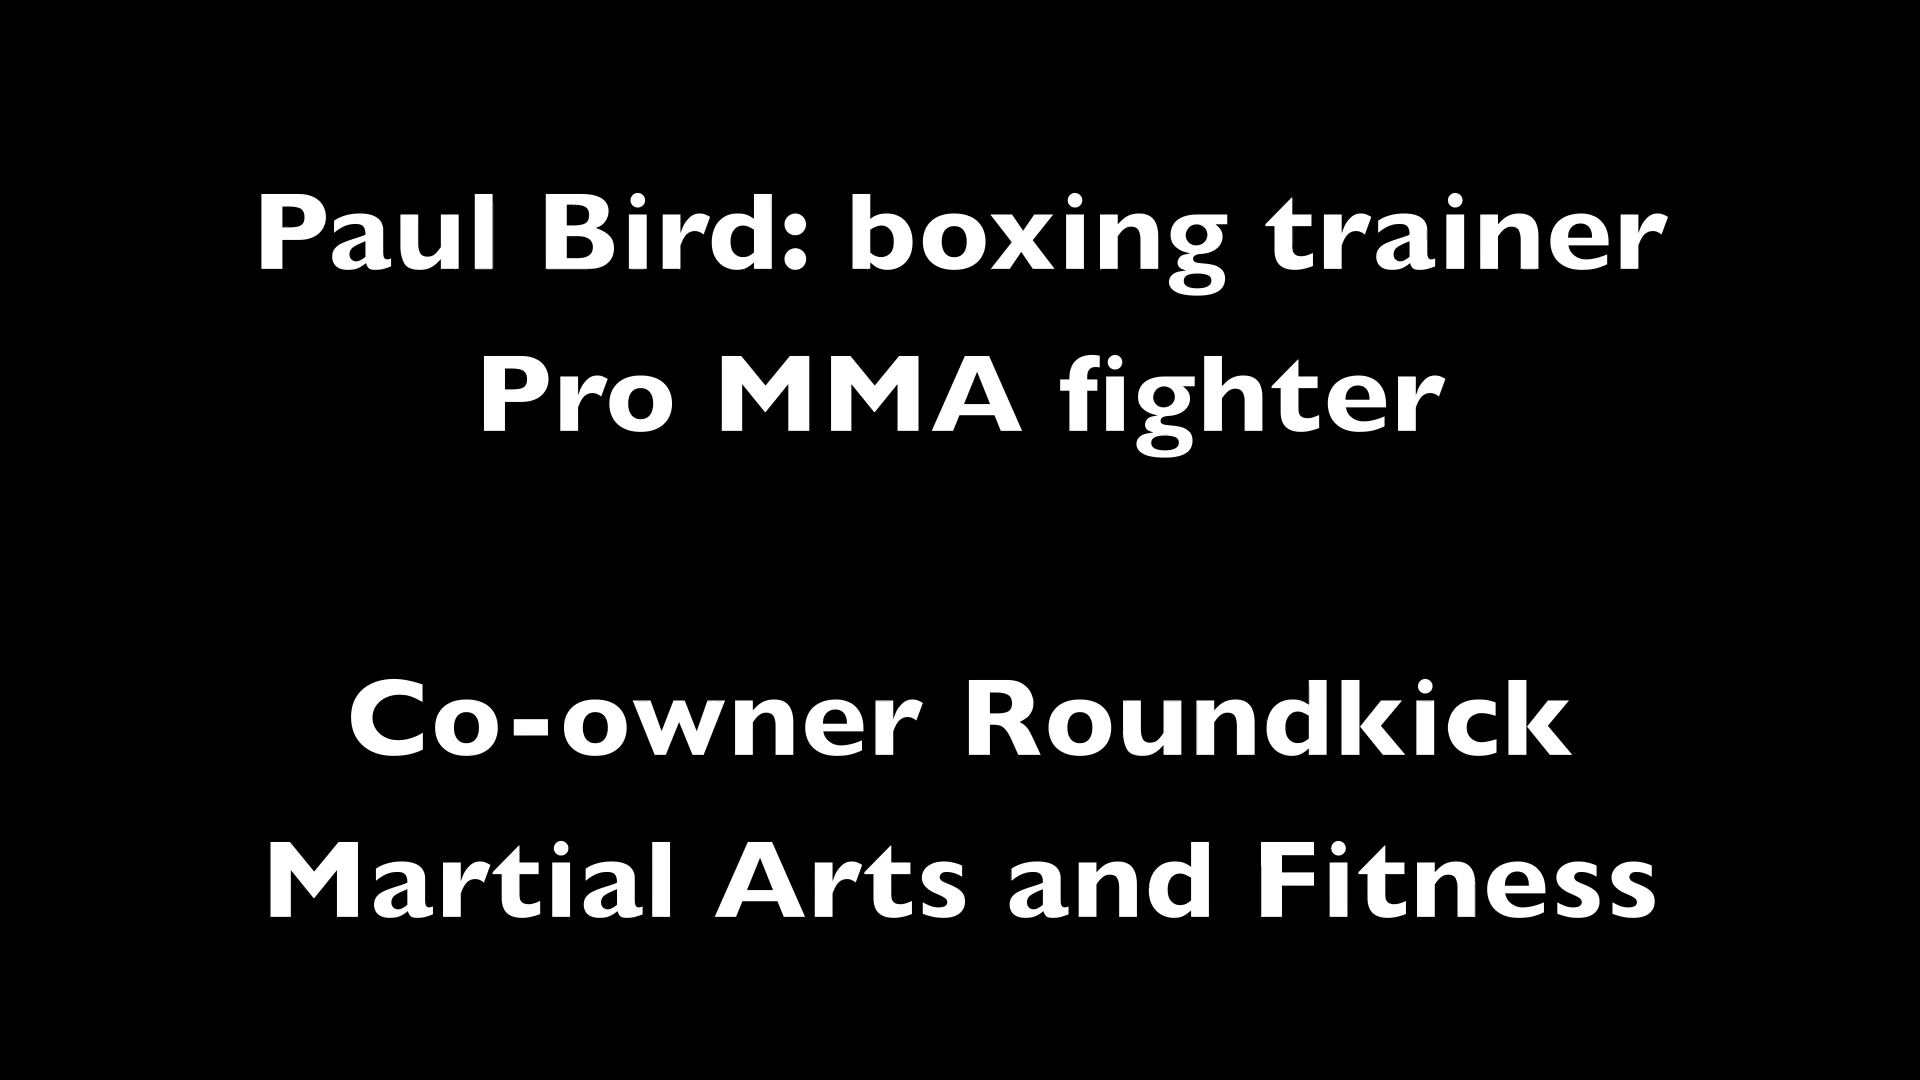 Paul Bird: boxing trainer
Pro MMA fighter
Co-owner Roundkick
Martial Arts and Fitness